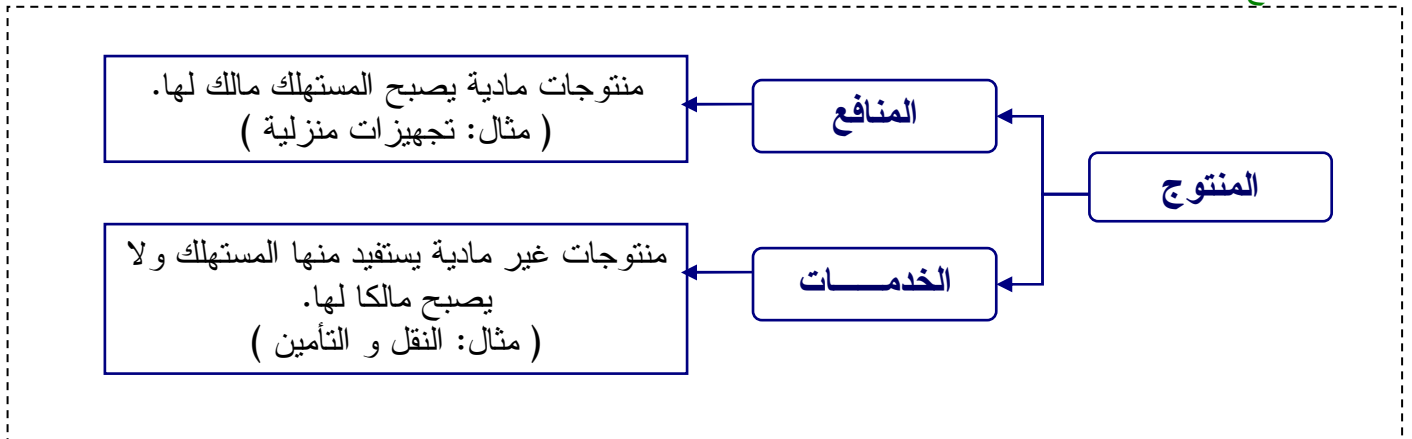 المنتوج
المنافع
منتوجات مادية يصبح المستهلك مالك لها.
( مثال: تجهيزات منزلية )
الخدمـــــات
منتوجات غير مادية يستفيد منها المستهلك و لا
يصبح مالكا لها.
( مثال: النقل و التأمين )